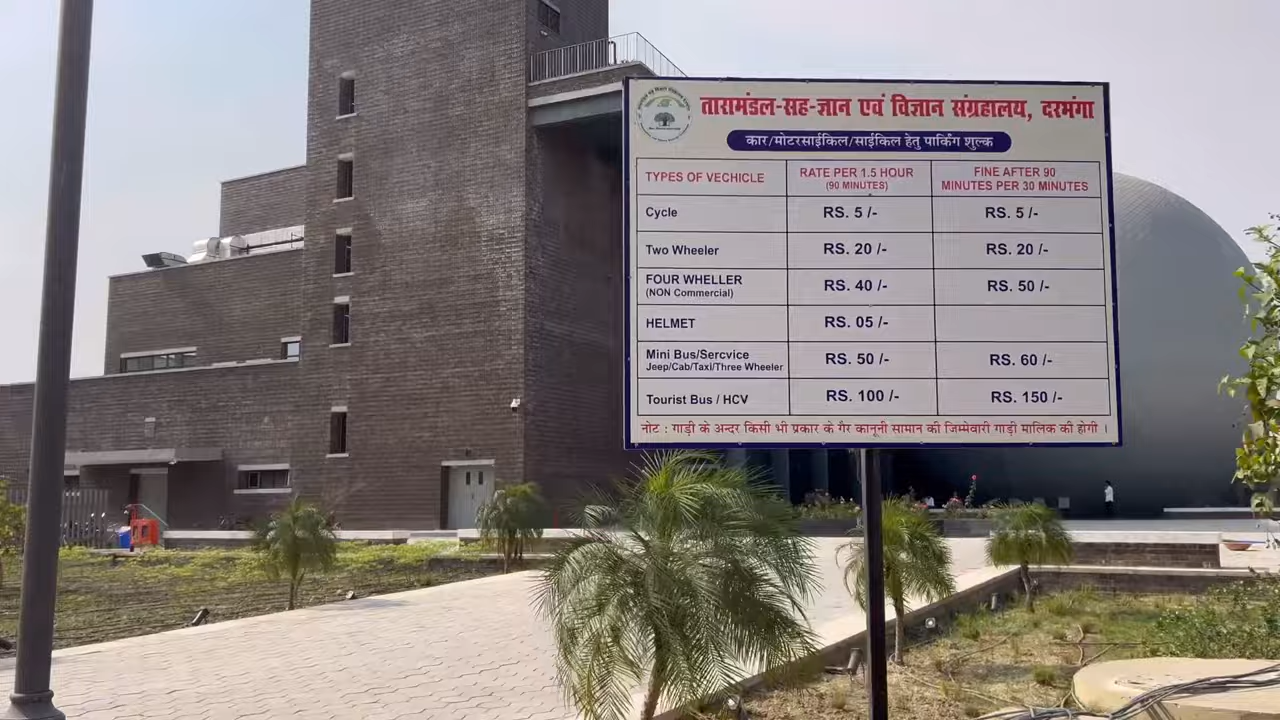 तारामंडल-सह-ज्ञान एवं विज्ञान संग्रहालय, दरभंगा
कार/मोटरसाईकिल/साईकिल हेतु पार्किंग शुल्क
TYPES OF VECHICLE RATE PER 1.5 HOUR (90 MINUTES) FINE AFTER 90 MINUTES PER 30 MINUTES
Cycle RS. 5 /- RS. 5 /-
Two Wheeler RS. 20 /- RS. 20 /-
FOUR WHELLER (NON Commercial) RS. 40 /- RS. 50 /-
HELMET RS. 05 /-
Mini Bus/Sercvice Jeep/Cab/Taxi/Three Wheeler RS. 50 /- RS. 60 /-
Tourist Bus / HCV RS. 100 /- RS. 150 /-
नोट : गाड़ी के अन्दर किसी भी प्रकार के गैर कानूनी सामान की जिम्मेवारी गाड़ी मालिक की होगी ।